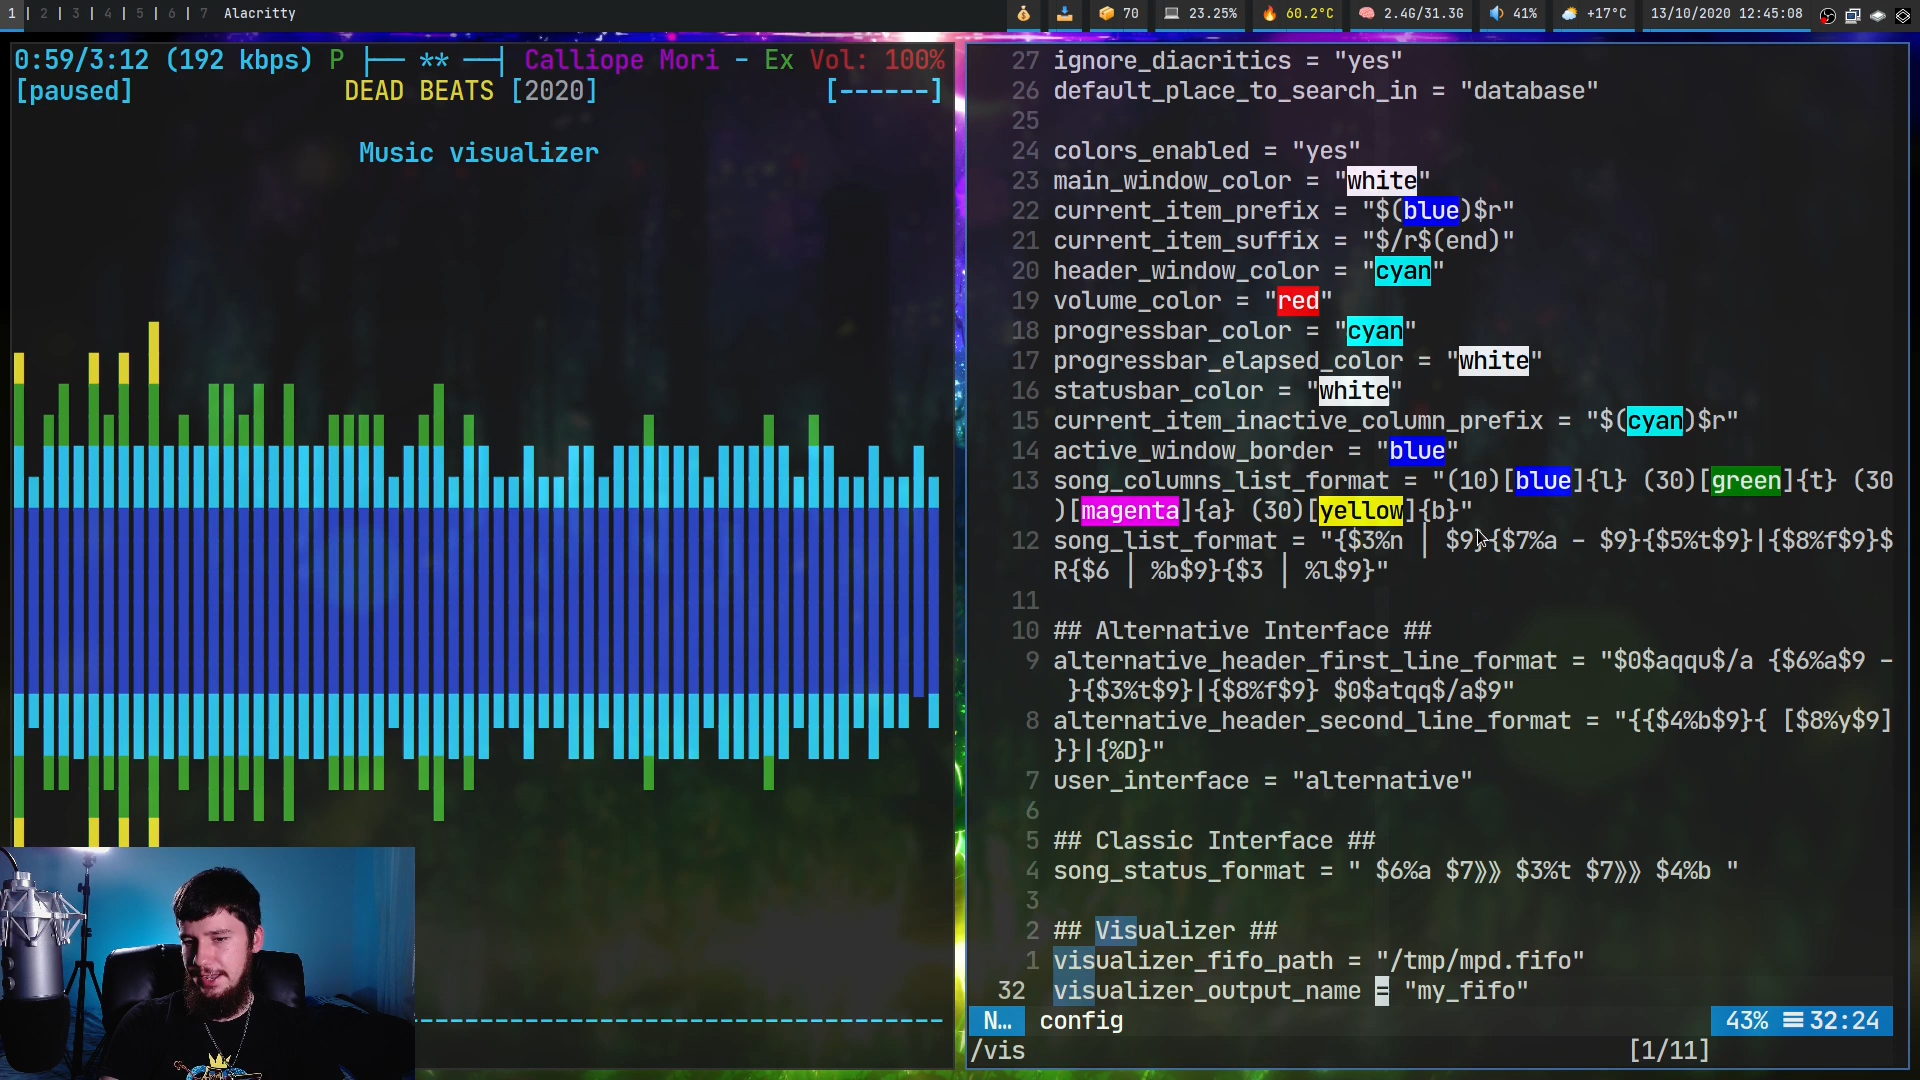 1 | 2 | 3 | 4 | 5 | 6 | 7 Alacritty
70 23.25% 60.2°C 2.4G/31.3G 41% +17°C 13/10/2020 12:45:08
0:59/3:12 (192 kbps) P ├── ** ──┤ Calliope Mori - Ex Vol: 100%
[paused] DEAD BEATS [2020] [------]
Music visualizer
27 ignore_diacritics = "yes"
26 default_place_to_search_in = "database"
25
24 colors_enabled = "yes"
23 main_window_color = "white"
22 current_item_prefix = "$(blue)$r"
21 current_item_suffix = "$/r$(end)"
20 header_window_color = "cyan"
19 volume_color = "red"
18 progressbar_color = "cyan"
17 progressbar_elapsed_color = "white"
16 statusbar_color = "white"
15 current_item_inactive_column_prefix = "$(cyan)$r"
14 active_window_border = "blue"
13 song_columns_list_format = "(10)[blue]{l} (30)[green]{t} (30
)[magenta]{a} (30)[yellow]{b}"
12 song_list_format = "{$3%n │ $9}{$7%a - $9}{$5%t$9}|{$8%f$9}$
R{$6 │ %b$9}{$3 │ %l$9}"
11
10 ## Alternative Interface ##
9 alternative_header_first_line_format = "$0$aqqu$/a {$6%a$9 -
}{$3%t$9}|{$8%f$9} $0$atqq$/a$9"
8 alternative_header_second_line_format = "{{$4%b$9}{ [$8%y$9]
}}|{%D}"
7 user_interface = "alternative"
6
5 ## Classic Interface ##
4 song_status_format = " $6%a $7⟫⟫ $3%t $7⟫⟫ $4%b "
3
2 ## Visualizer ##
1 visualizer_fifo_path = "/tmp/mpd.fifo"
32 visualizer_output_name = "my_fifo"
N… config 43% ☰ 32:24
/vis [1/11]